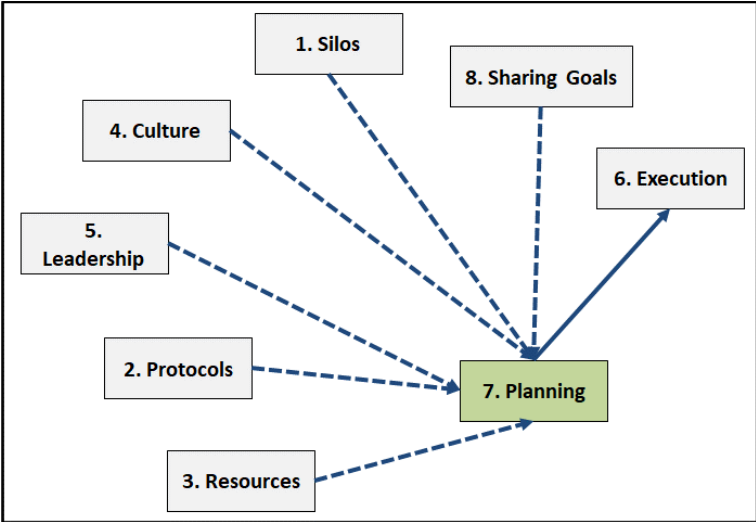 1. Silos
8. Sharing Goals
4. Culture
6. Execution
5.
Leadership
2. Protocols
7. Planning
3. Resources